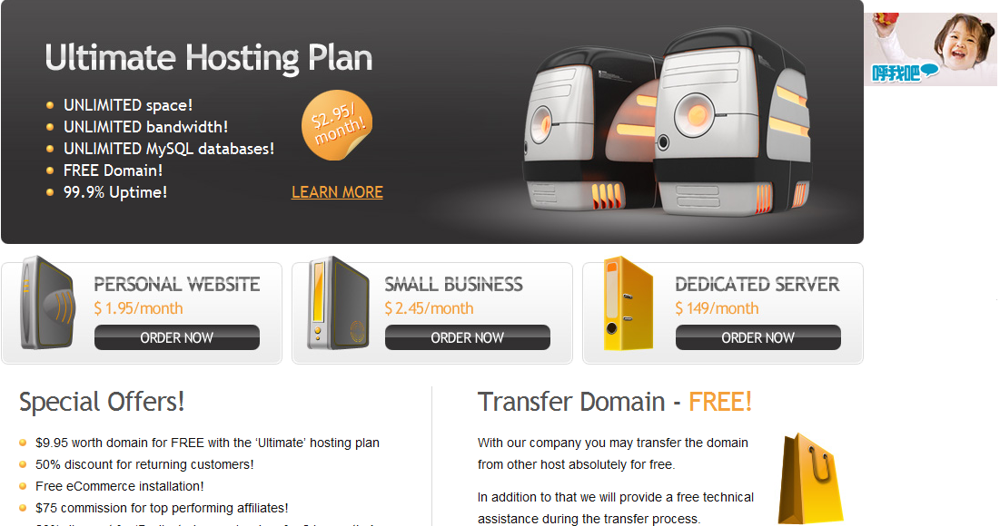 Ultimate Hosting Plan
UNLIMITED space!
UNLIMITED bandwidth!
UNLIMITED MySQL databases!
FREE Domain!
99.9% Uptime!
$2.95/
month!
LEARN MORE
呼我吧
PERSONAL WEBSITE
$ 1.95/month
ORDER NOW
SMALL BUSINESS
$ 2.45/month
ORDER NOW
DEDICATED SERVER
$ 149/month
ORDER NOW
Special Offers!
$9.95 worth domain for FREE with the ‘Ultimate’ hosting plan
50% discount for returning customers!
Free eCommerce installation!
$75 commission for top performing affiliates!
Transfer Domain - FREE!
With our company you may transfer the domain
from other host absolutely for free.
In addition to that we will provide a free technical
assistance during the transfer process.